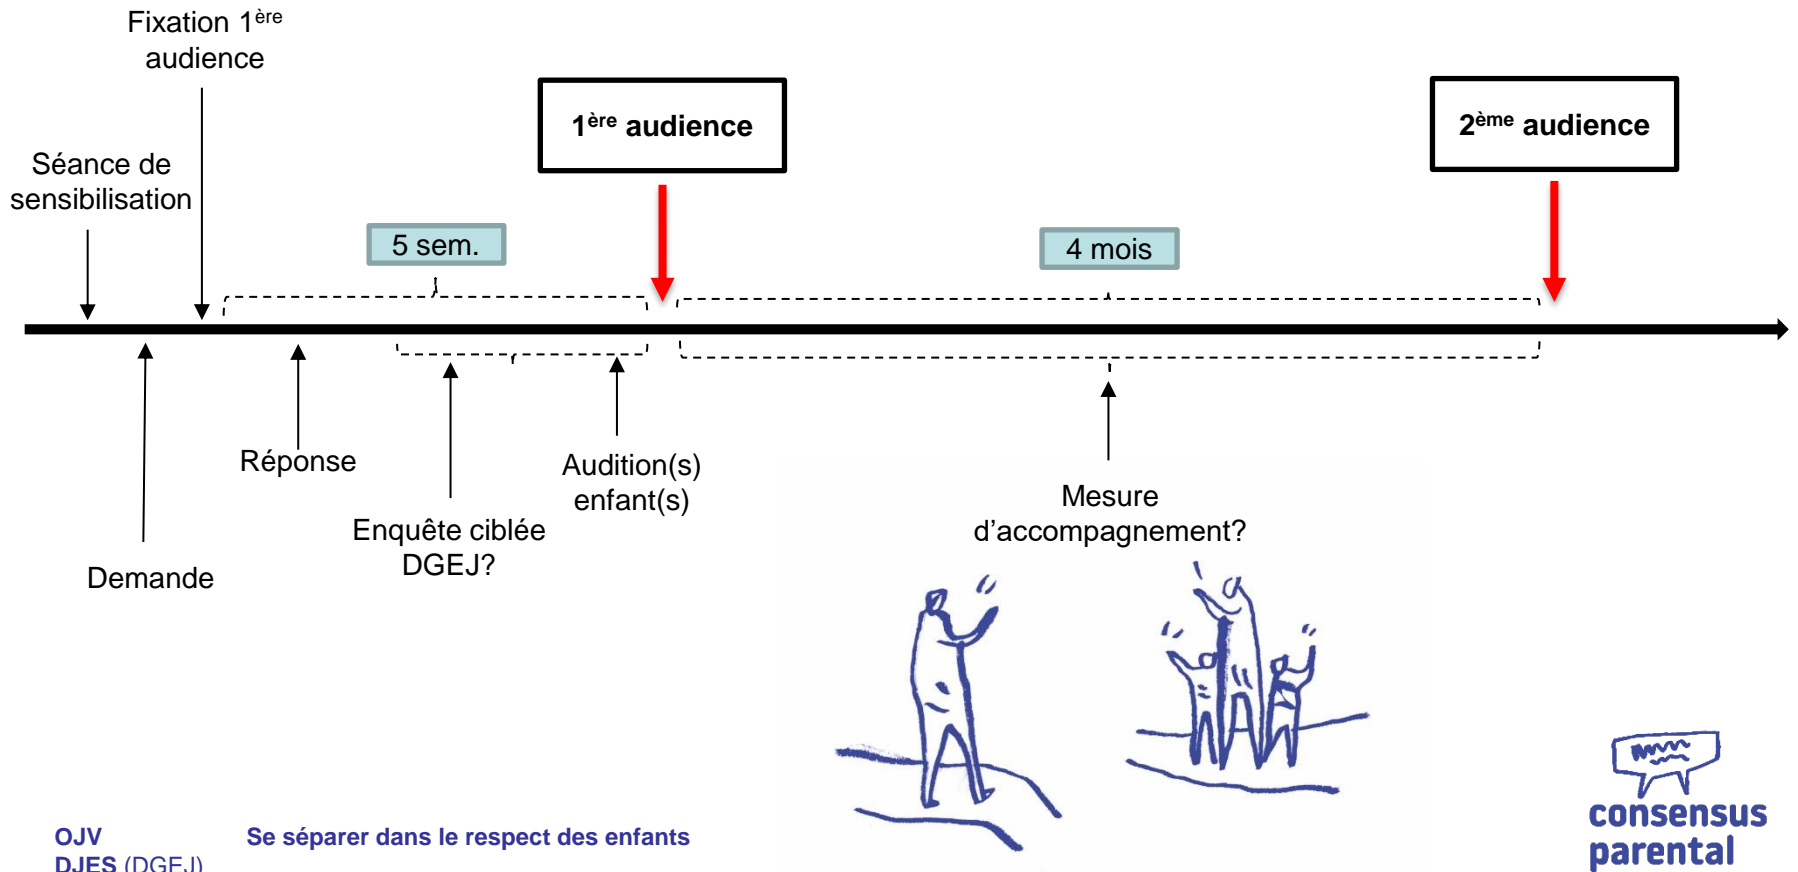 Fixation 1ère
audience
1ère audience
2ème audience
Séance de
sensibilisation
5 sem.
4 mois
Réponse
Audition(s)
enfant(s)
Mesure
d'accompagnement?
Enquête ciblée
DGEJ?
Demande
consensus
parental
OJV
Se séparer dans le respect des enfants
DJES (DGEJ)